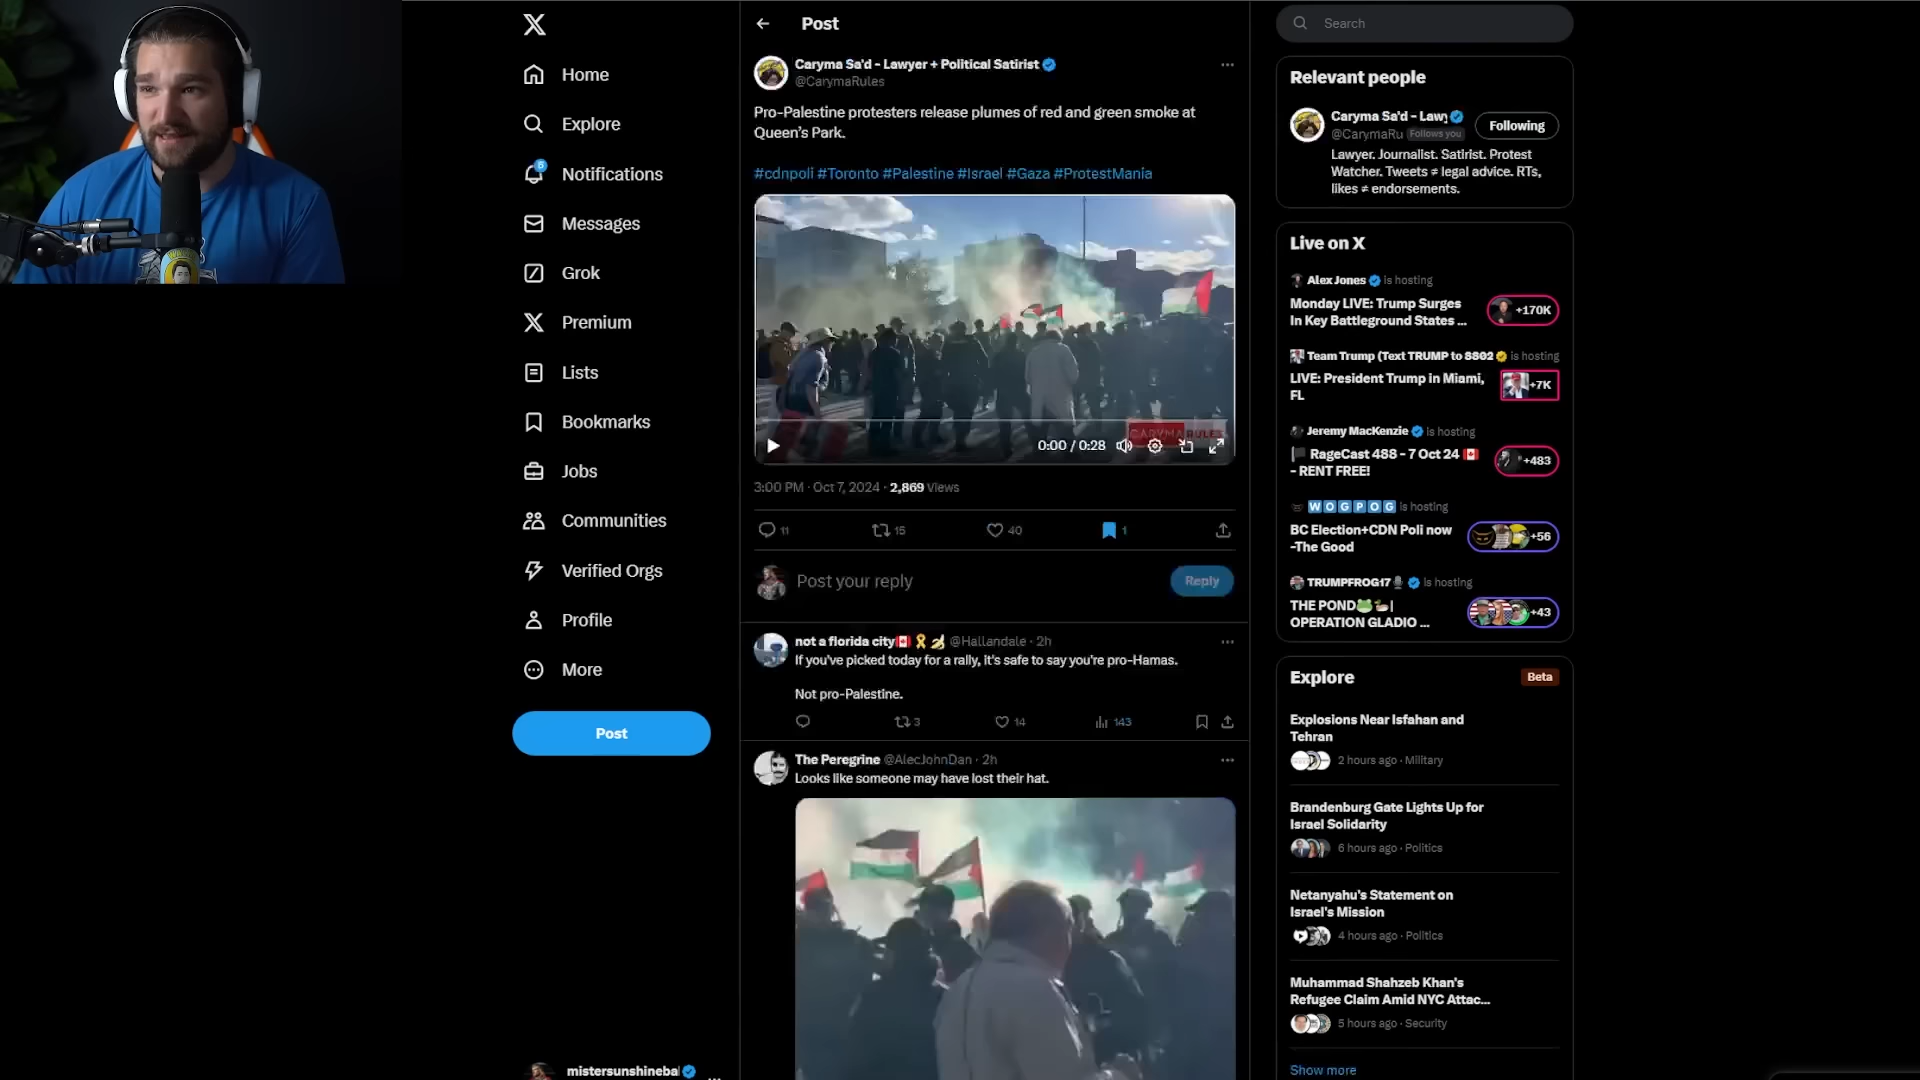 Home
Explore
5
Notifications
Messages
Grok
Premium
Lists
Bookmarks
Jobs
Communities
Verified Orgs
Profile
More
Post
mistersunshineba
Post
Caryma Sa'd - Lawyer + Political Satirist
@CarymaRules
Pro-Palestine protesters release plumes of red and green smoke at
Queen's Park.
#cdnpoli #Toronto #Palestine #Israel #Gaza #ProtestMania
CARYMARULES
0:00 / 0:28
3:00 PM · Oct 7, 2024 · 2,869 Views
11 15 40 1
Post your reply
Reply
not a florida city @Hallandale · 2h
If you've picked today for a rally, it's safe to say you're pro-Hamas.
Not pro-Palestine.
3 14 143
The Peregrine @AlecJohnDan · 2h
Looks like someone may have lost their hat.
Search
Relevant people
Caryma Sa'd - Lawy
@CarymaRu Follows you
Following
Lawyer. Journalist. Satirist. Protest
Watcher. Tweets ≠ legal advice. RTs,
likes ≠ endorsements.
Live on X
Alex Jones is hosting
Monday LIVE: Trump Surges
In Key Battleground States ...
+170K
Team Trump (Text TRUMP to 8802 is hosting
LIVE: President Trump in Miami,
FL
+7K
Jeremy MacKenzie is hosting
RageCast 488 - 7 Oct 24
- RENT FREE!
+483
WOGPOG is hosting
BC Election+CDN Poli now
-The Good
+56
TRUMPFROG17 is hosting
THE POND |
OPERATION GLADIO ...
+43
Explore
Beta
Explosions Near Isfahan and
Tehran
2 hours ago · Military
Brandenburg Gate Lights Up for
Israel Solidarity
6 hours ago · Politics
Netanyahu's Statement on
Israel's Mission
4 hours ago · Politics
Muhammad Shahzeb Khan's
Refugee Claim Amid NYC Attac...
5 hours ago · Security
Show more